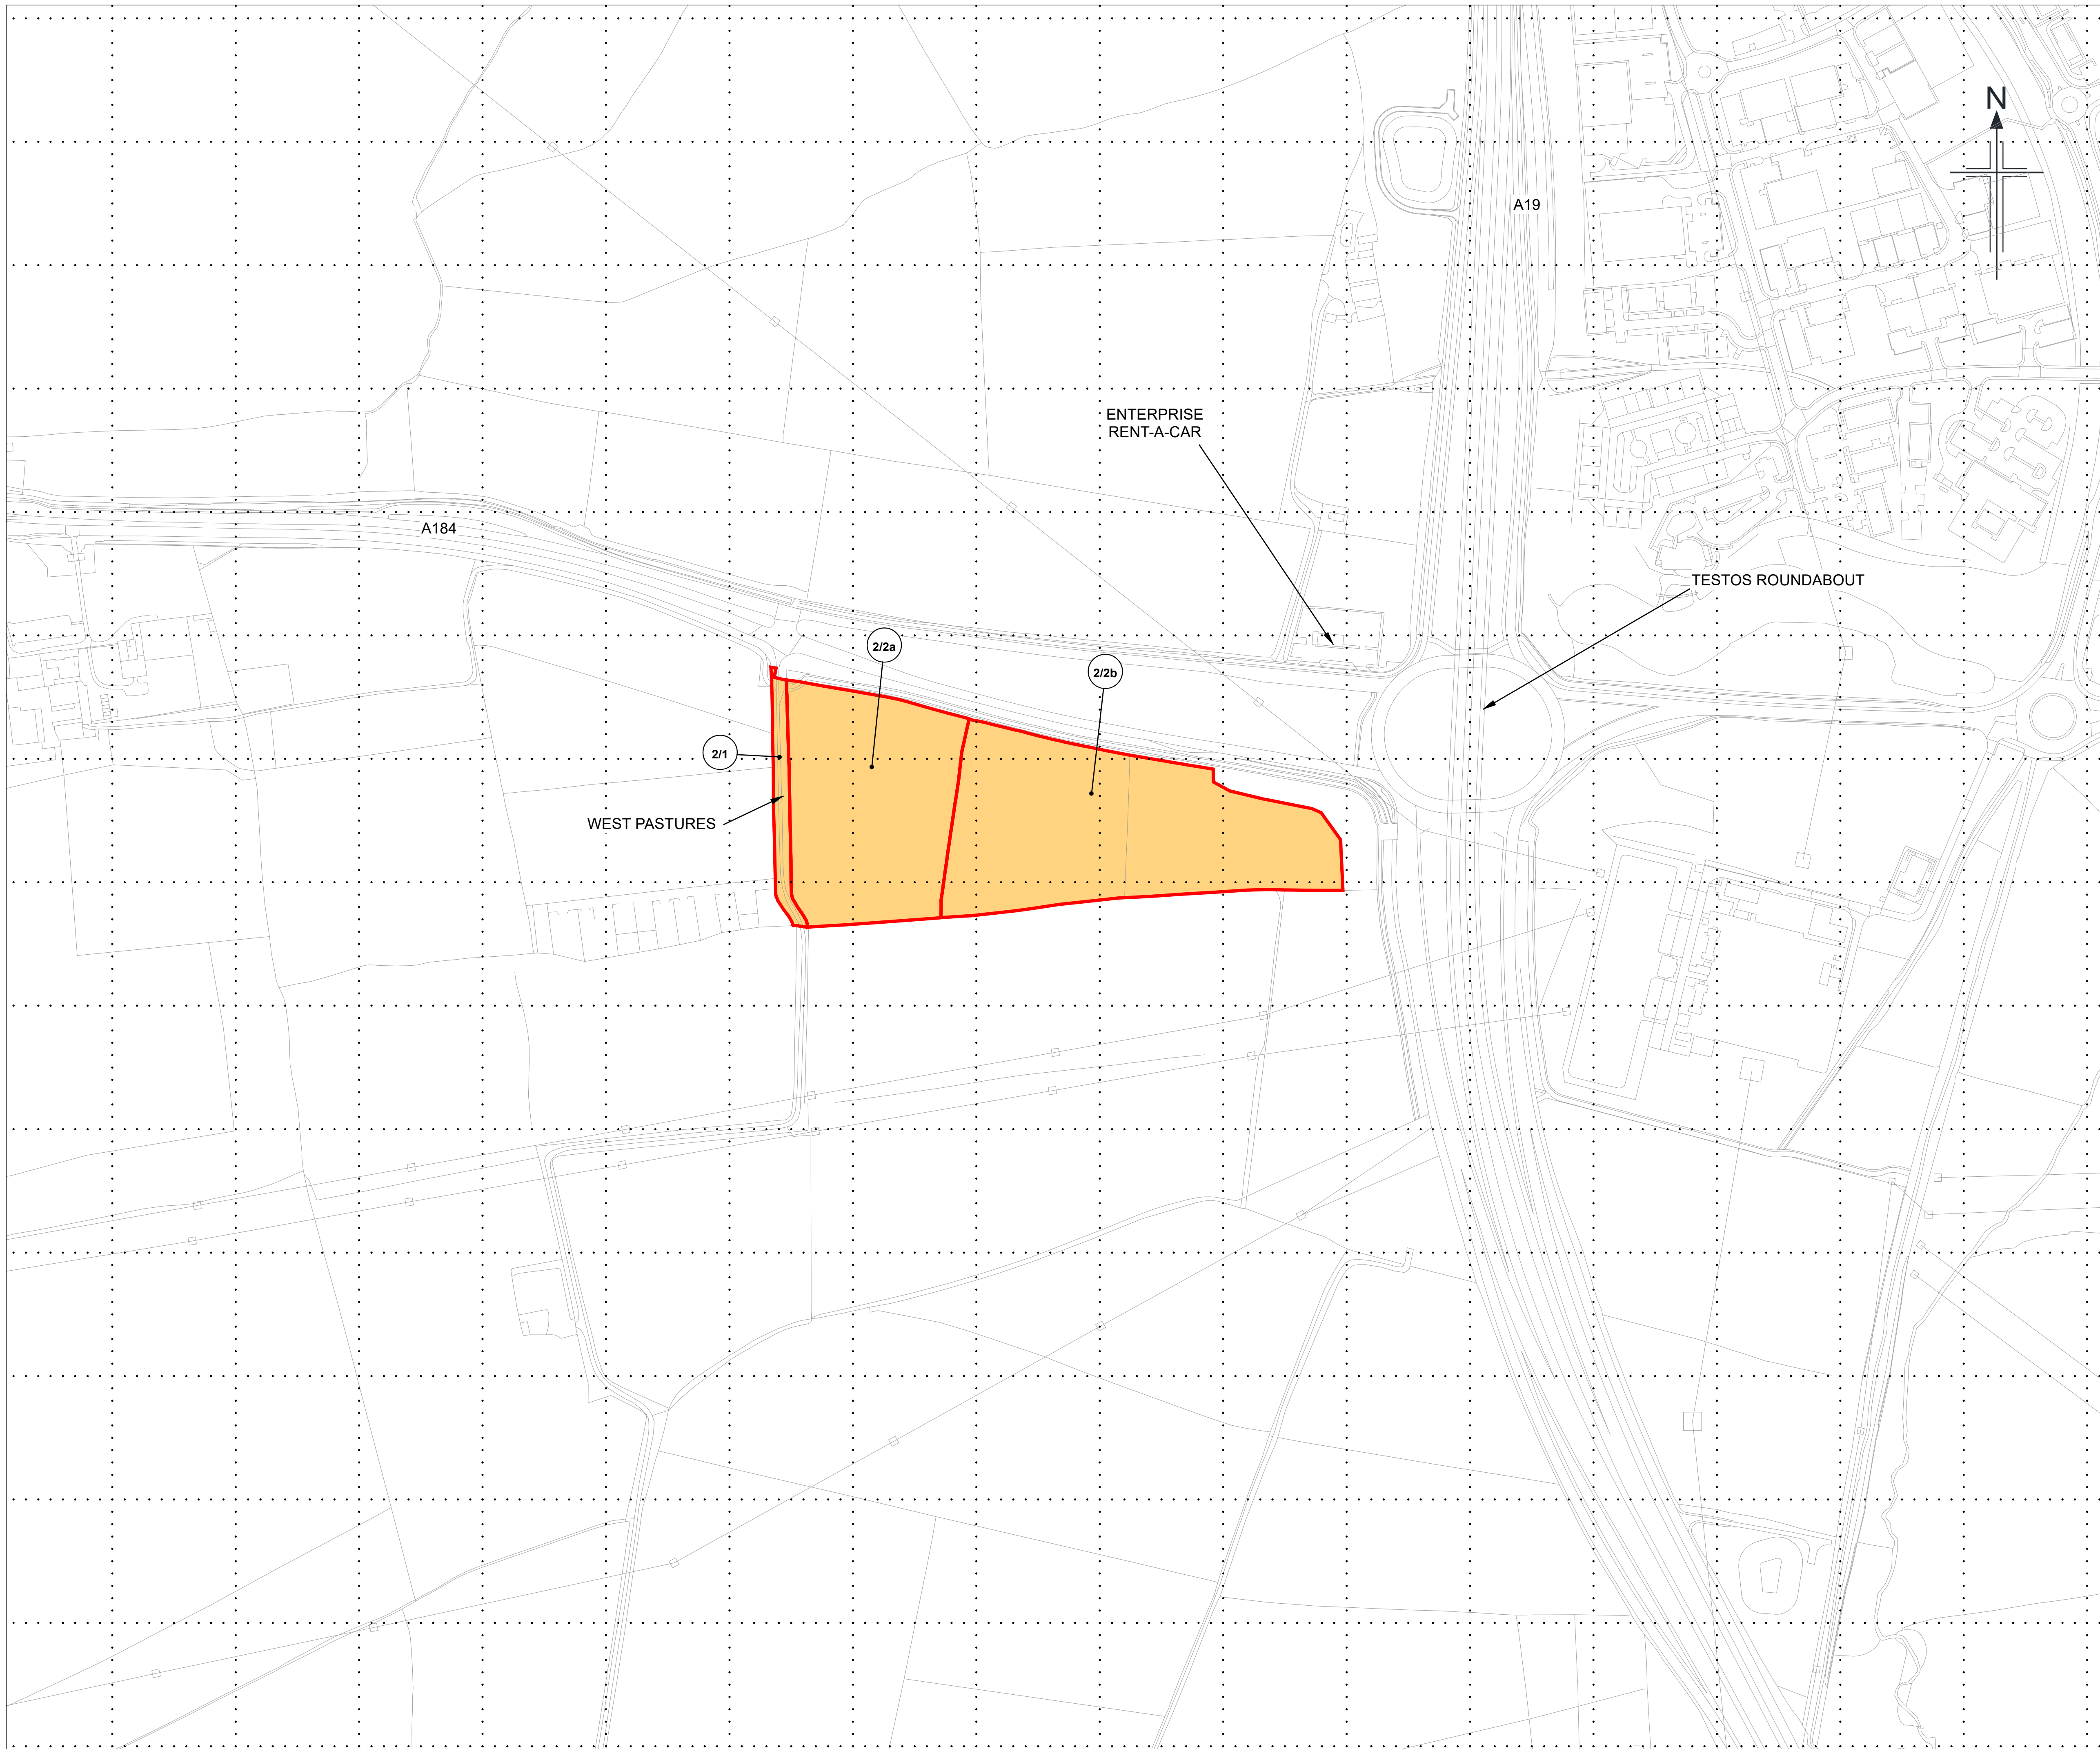 N
A19
ENTERPRISE
RENT-A-CAR
A184
TESTOS ROUNDABOUT
2/2a
2/2b
2/1
WEST PASTURES